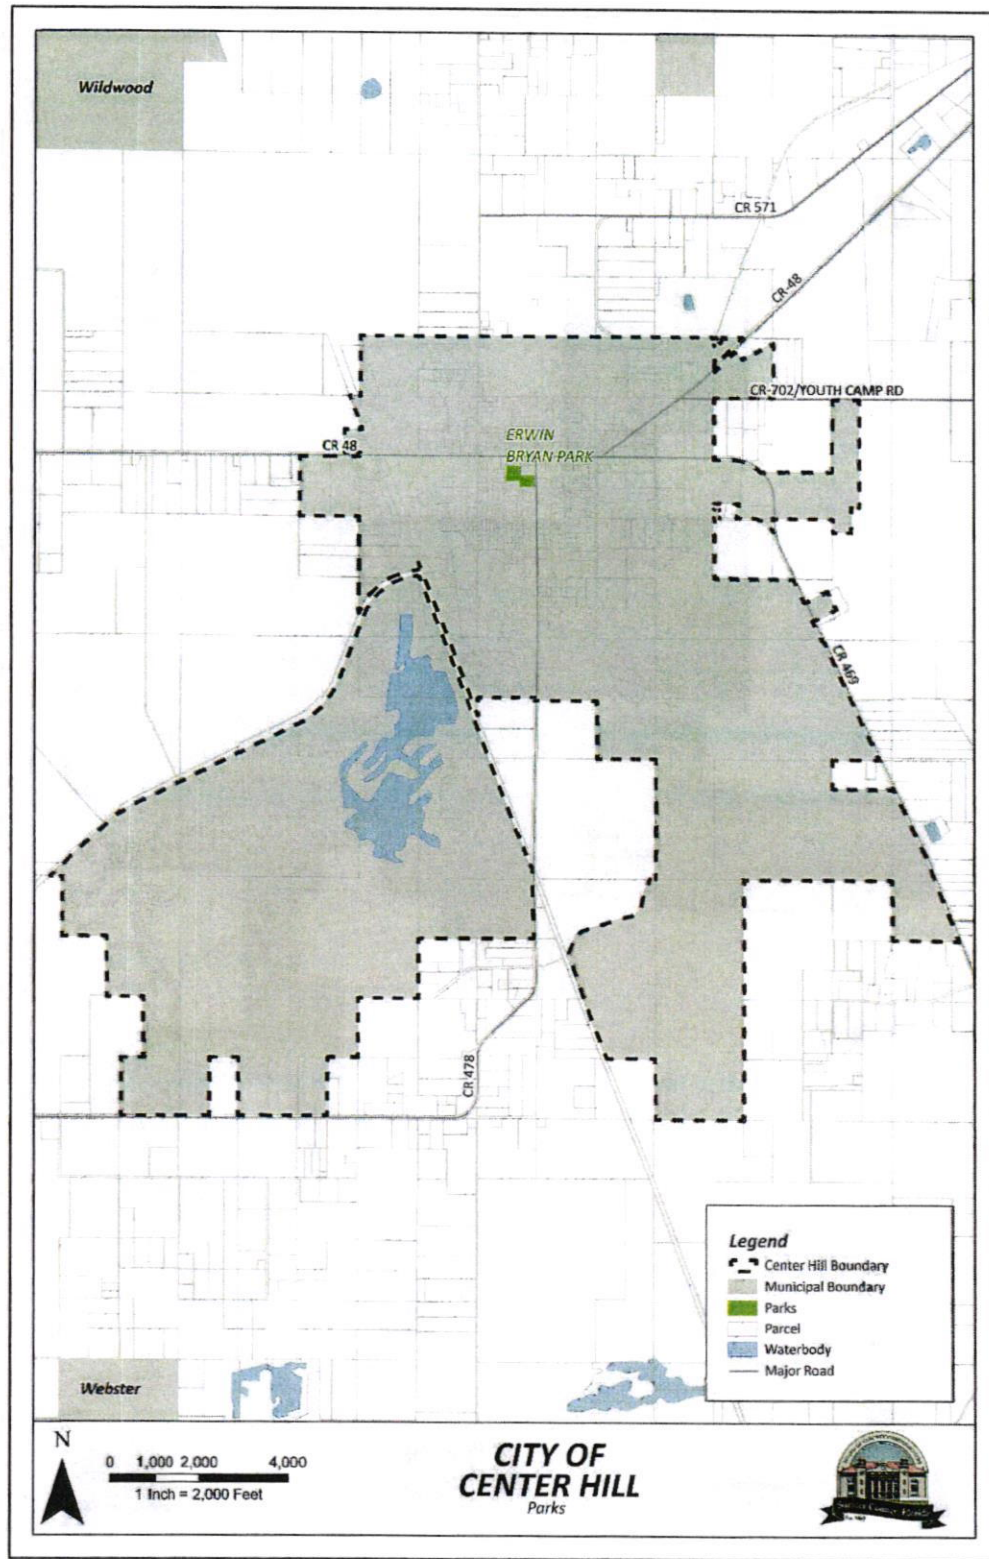 Wildwood
CR 571
CR-48
CR-702/YOUTH CAMP RD
ERWIN
BRYAN PARK
CR 48
CR 469
CR 478
Legend
Center Hill Boundary
Municipal Boundary
Parks
Parcel
Waterbody
Major Road
Webster
N
0 1,000 2,000 4,000
1 Inch = 2,000 Feet
CITY OF
CENTER HILL
Parks